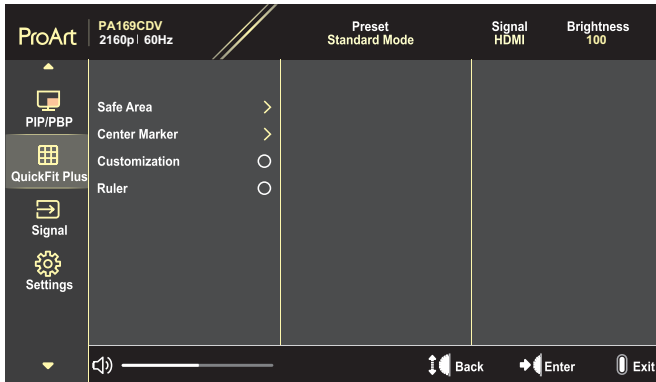 ProArt
PA169CDV
2160p| 60Hz
Preset
Standard Mode
Signal
HDMI
Brightness
100
PIP/PBP
QuickFit Plus
Signal
Settings
Safe Area
Center Marker
Customization
Ruler
Back
Enter
Exit